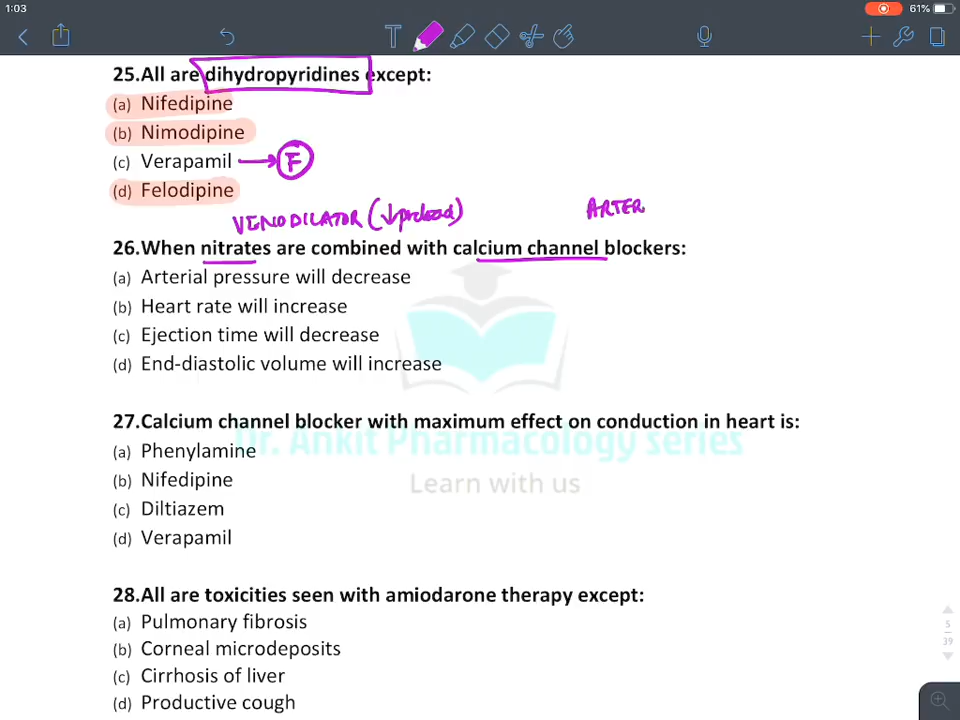 1:03
61%
T
25.All are dihydropyridines except:
(a) Nifedipine
(b) Nimodipine
(c) Verapamil → F
(d) Felodipine
VENODILATOR (↓preload) ARTER
26.When nitrates are combined with calcium channel blockers:
(a) Arterial pressure will decrease
(b) Heart rate will increase
(c) Ejection time will decrease
(d) End-diastolic volume will increase
27.Calcium channel blocker with maximum effect on conduction in heart is:
Dr. Ankit Pharmacology series
(a) Phenylamine
(b) Nifedipine
Learn with us
(c) Diltiazem
(d) Verapamil
28.All are toxicities seen with amiodarone therapy except:
(a) Pulmonary fibrosis
(b) Corneal microdeposits
(c) Cirrhosis of liver
(d) Productive cough
5
39